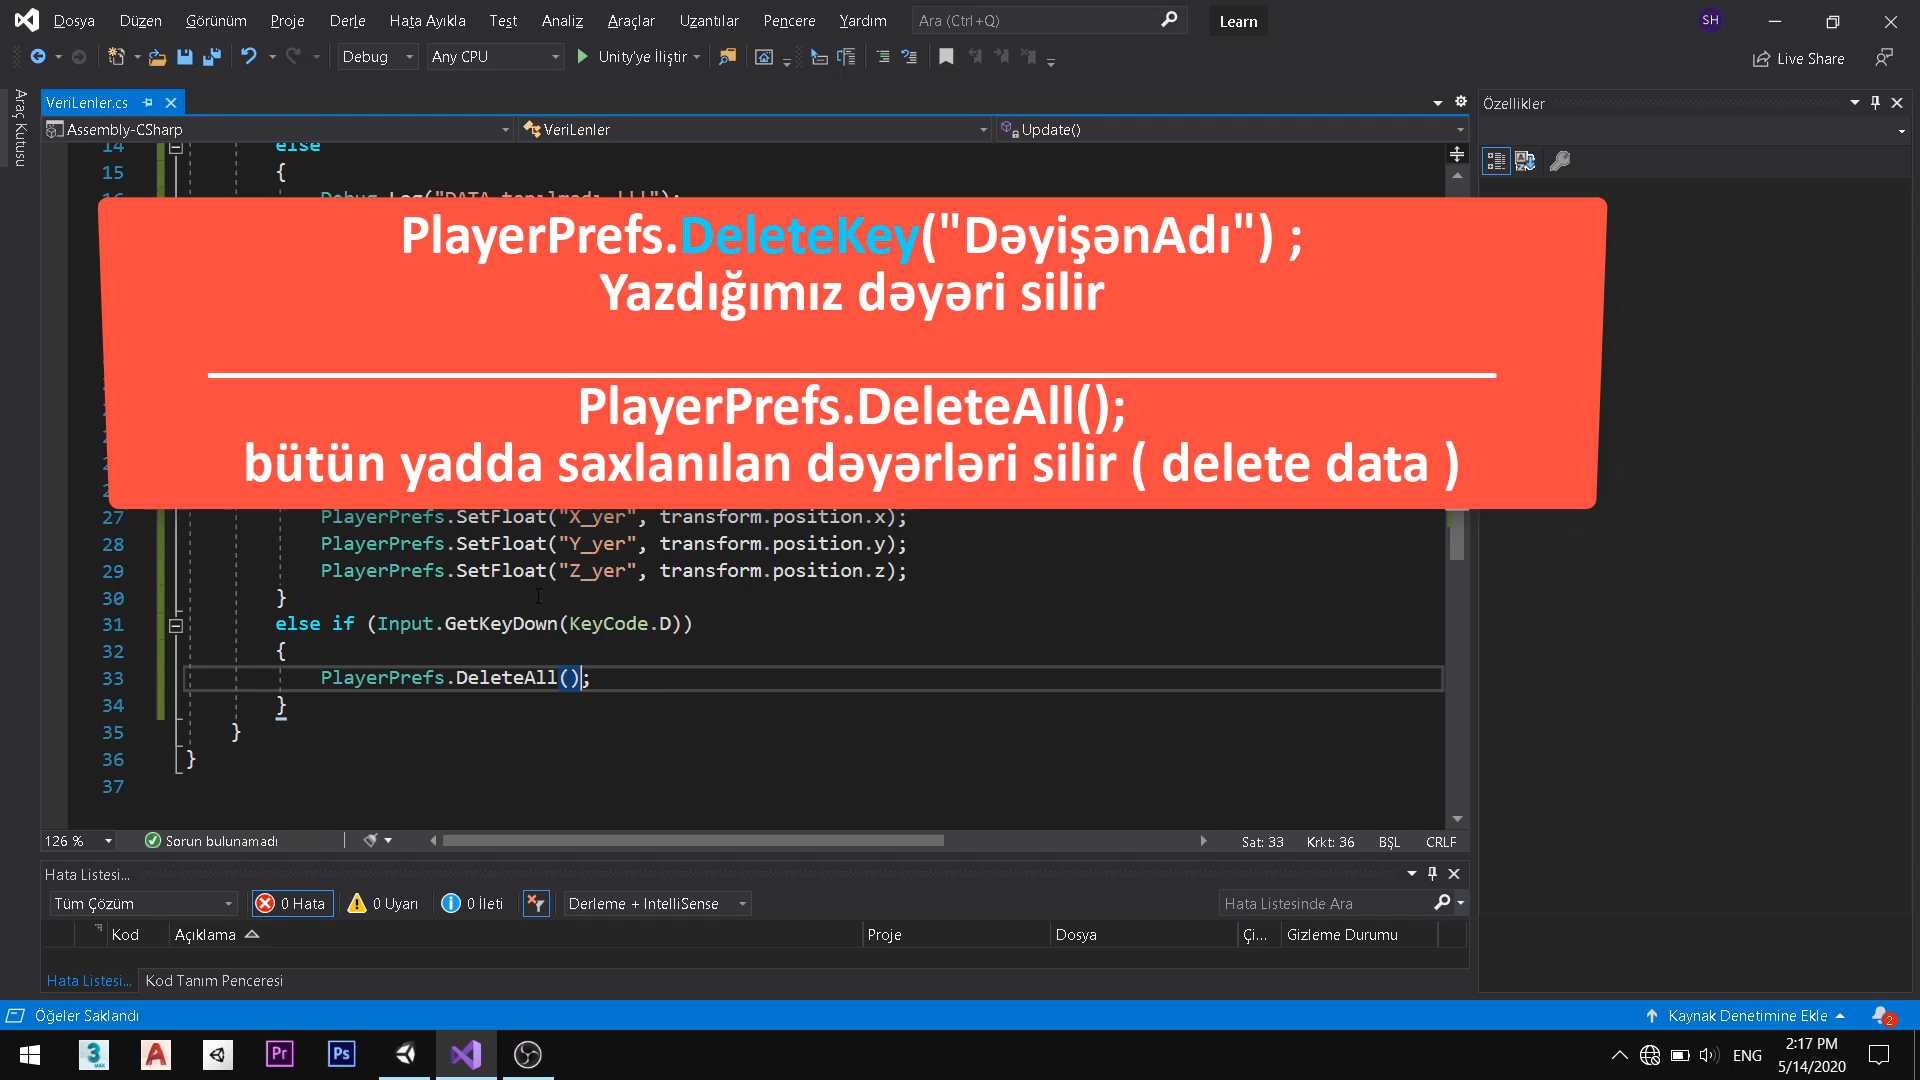 Dosya Düzen Görünüm Proje Derle Hata Ayıkla Test Analiz Araçlar Uzantılar Pencere Yardım Ara (Ctrl+Q) Learn SH
Debug Any CPU Unity'ye İliştir Live Share
Araç Kutusu
VeriLenler.cs
Özellikler
Assembly-CSharp VeriLenler Update()
14 else
15 {
PlayerPrefs.DeleteKey("DəyişənAdı") ;
Yazdığımız dəyəri silir
PlayerPrefs.DeleteAll();
bütün yadda saxlanılan dəyərləri silir ( delete data )
27 PlayerPrefs.SetFloat("X_yer", transform.position.x);
28 PlayerPrefs.SetFloat("Y_yer", transform.position.y);
29 PlayerPrefs.SetFloat("Z_yer", transform.position.z);
30 }
31 else if (Input.GetKeyDown(KeyCode.D))
32 {
33 PlayerPrefs.DeleteAll();
34 }
35 }
36 }
37
126 % Sorun bulunamadı Sat: 33 Krkt: 36 BŞL CRLF
Hata Listesi...
Tüm Çözüm 0 Hata 0 Uyarı 0 İleti Derleme + IntelliSense Hata Listesinde Ara
Kod Açıklama Proje Dosya Çi... Gizleme Durumu
Hata Listesi... Kod Tanım Penceresi
Öğeler Saklandı Kaynak Denetimine Ekle 2
3 MAX A Pr Ps ENG 2:17 PM
5/14/2020